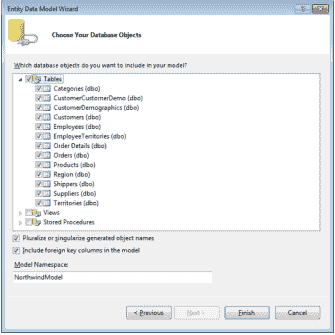 Entity Data Model Wizard
Choose Your Database Objects
Which database objects do you want to include in your model?
Tables
Categories (dbo)
CustomerCustomerDemo (dbo)
CustomerDemographics (dbo)
Customers (dbo)
Employees (dbo)
EmployeeTerritories (dbo)
Order Details (dbo)
Orders (dbo)
Products (dbo)
Region (dbo)
Shippers (dbo)
Suppliers (dbo)
Territories (dbo)
Views
Stored Procedures
Pluralize or singularize generated object names
Include foreign key columns in the model
Model Namespace:
NorthwindModel
< Previous Next > Finish Cancel